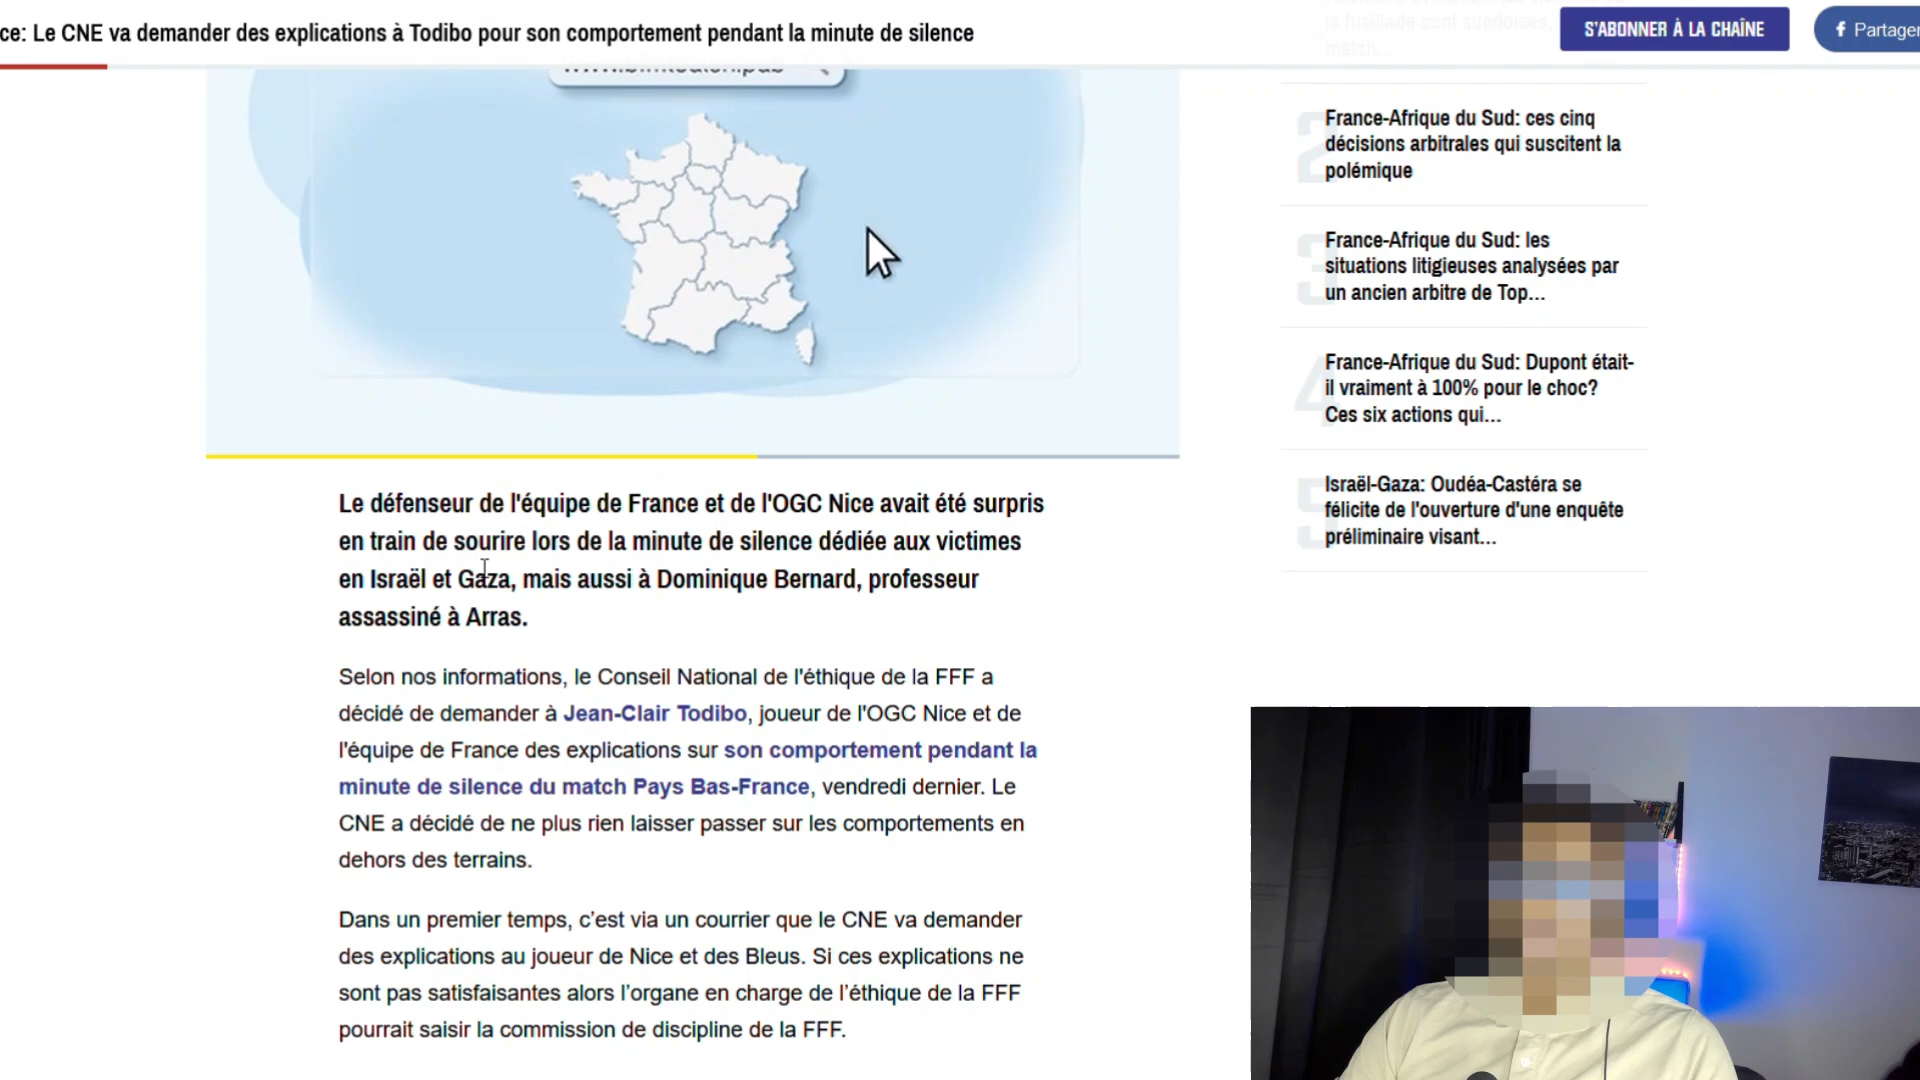 ce: Le CNE va demander des explications à Todibo pour son comportement pendant la minute de silence
S'ABONNER À LA CHAÎNE
Partager
la fusillade sont suédoises,
match...
2
France-Afrique du Sud: ces cinq
décisions arbitrales qui suscitent la
polémique
3
France-Afrique du Sud: les
situations litigieuses analysées par
un ancien arbitre de Top...
4
France-Afrique du Sud: Dupont était-
il vraiment à 100% pour le choc?
Ces six actions qui...
5
Israël-Gaza: Oudéa-Castéra se
félicite de l'ouverture d'une enquête
préliminaire visant...
Le défenseur de l'équipe de France et de l'OGC Nice avait été surpris
en train de sourire lors de la minute de silence dédiée aux victimes
en Israël et Gaza, mais aussi à Dominique Bernard, professeur
assassiné à Arras.
Selon nos informations, le Conseil National de l'éthique de la FFF a
décidé de demander à Jean-Clair Todibo, joueur de l'OGC Nice et de
l'équipe de France des explications sur son comportement pendant la
minute de silence du match Pays Bas-France, vendredi dernier. Le
CNE a décidé de ne plus rien laisser passer sur les comportements en
dehors des terrains.
Dans un premier temps, c’est via un courrier que le CNE va demander
des explications au joueur de Nice et des Bleus. Si ces explications ne
sont pas satisfaisantes alors l’organe en charge de l’éthique de la FFF
pourrait saisir la commission de discipline de la FFF.